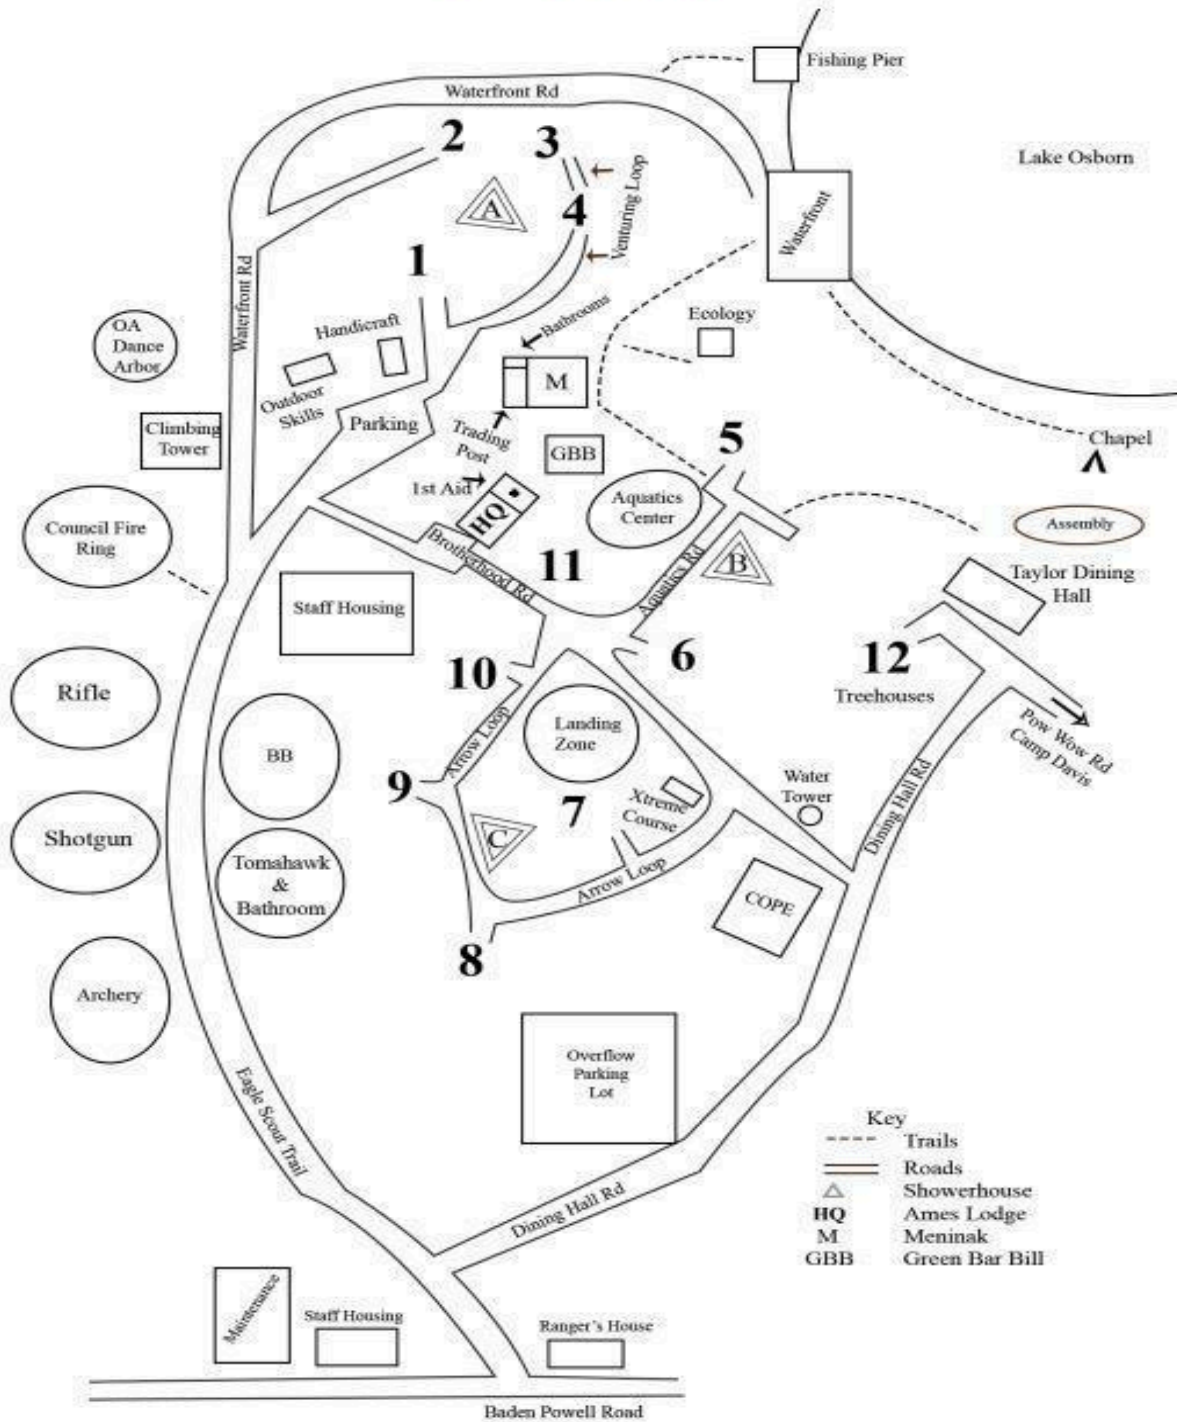 Fishing Pier
Waterfront Rd
Lake Osborn
2
3
Venturing Loop
A
4
Waterfront
1
Waterfront Rd
OA
Dance
Arbor
Handicraft
Bathrooms
Ecology
Outdoor
Skills
M
Climbing
Tower
Parking
Trading
Post
GBB
5
Chapel
1st Aid
HQ
Aquatics
Center
Assembly
Council Fire
Ring
Brotherhood Rd
11
Aquatics Rd
B
Taylor Dining
Hall
Staff Housing
10
6
12
Treehouses
Rifle
Landing
Zone
Arrow Loop
Pow Wow Rd
Camp Davis
BB
9
7
Xtreme
Course
Water
Tower
Dining Hall Rd
Shotgun
C
Tomahawk
&
Bathroom
Arrow Loop
COPE
8
Archery
Overflow
Parking
Lot
Eagle Scout Trail
Dining Hall Rd
Key
Trails
Roads
Showerhouse
HQ Ames Lodge
M Meninak
GBB Green Bar Bill
Maintenance
Staff Housing
Ranger's House
Baden Powell Road